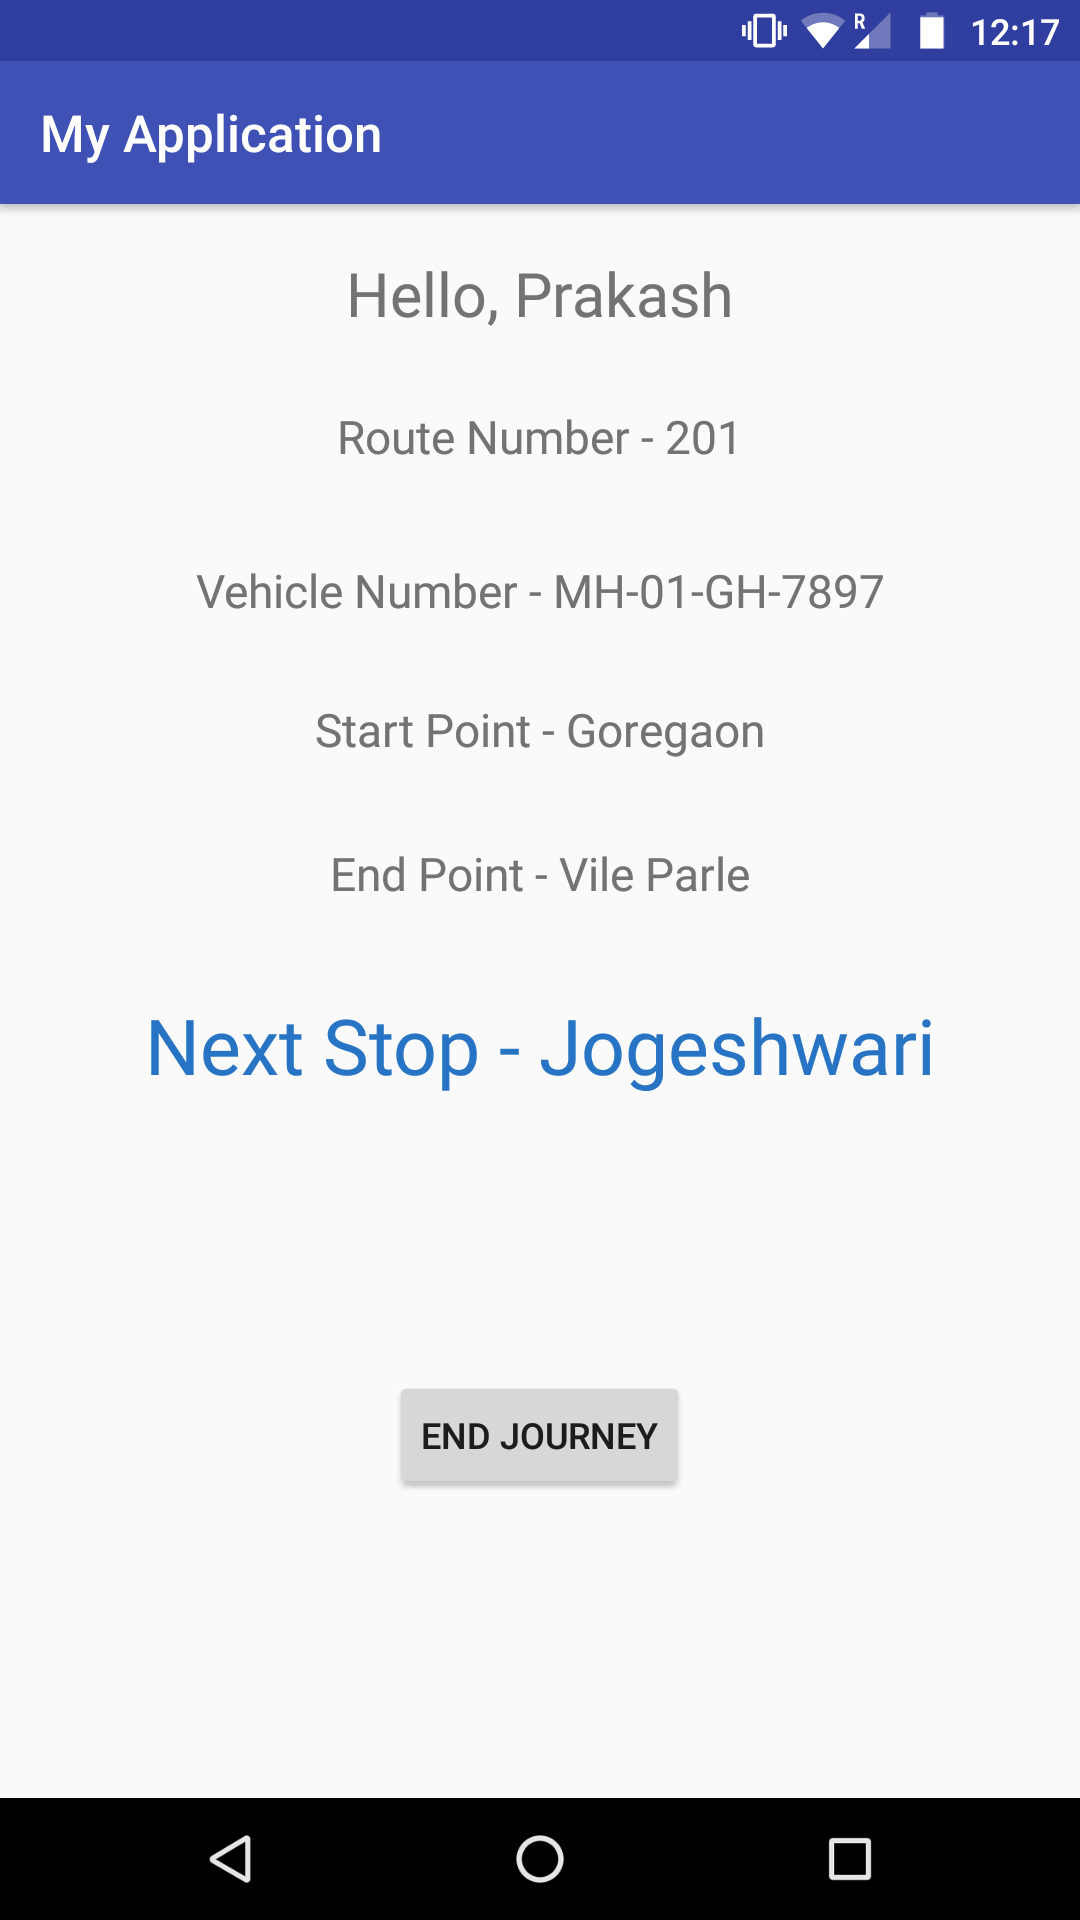 R 12:17
My Application
Hello, Prakash
Route Number - 201
Vehicle Number - MH-01-GH-7897
Start Point - Goregaon
End Point - Vile Parle
Next Stop - Jogeshwari
END JOURNEY